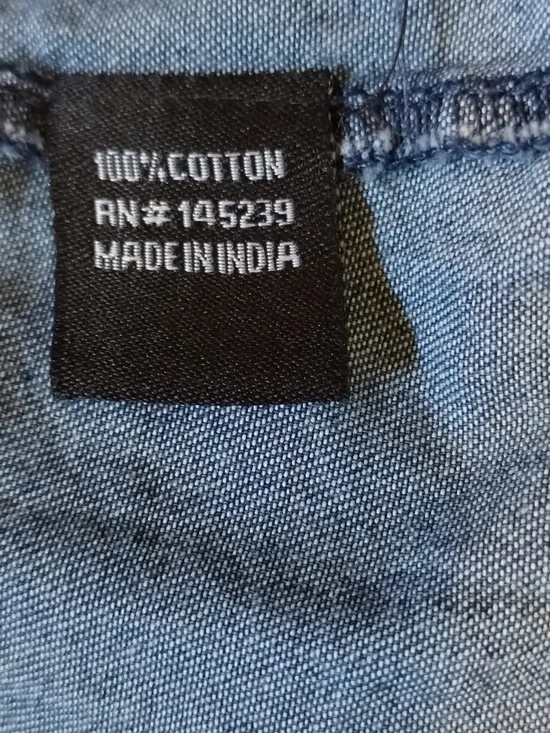 100% COTTON
RN# 145239
MADE IN INDIA